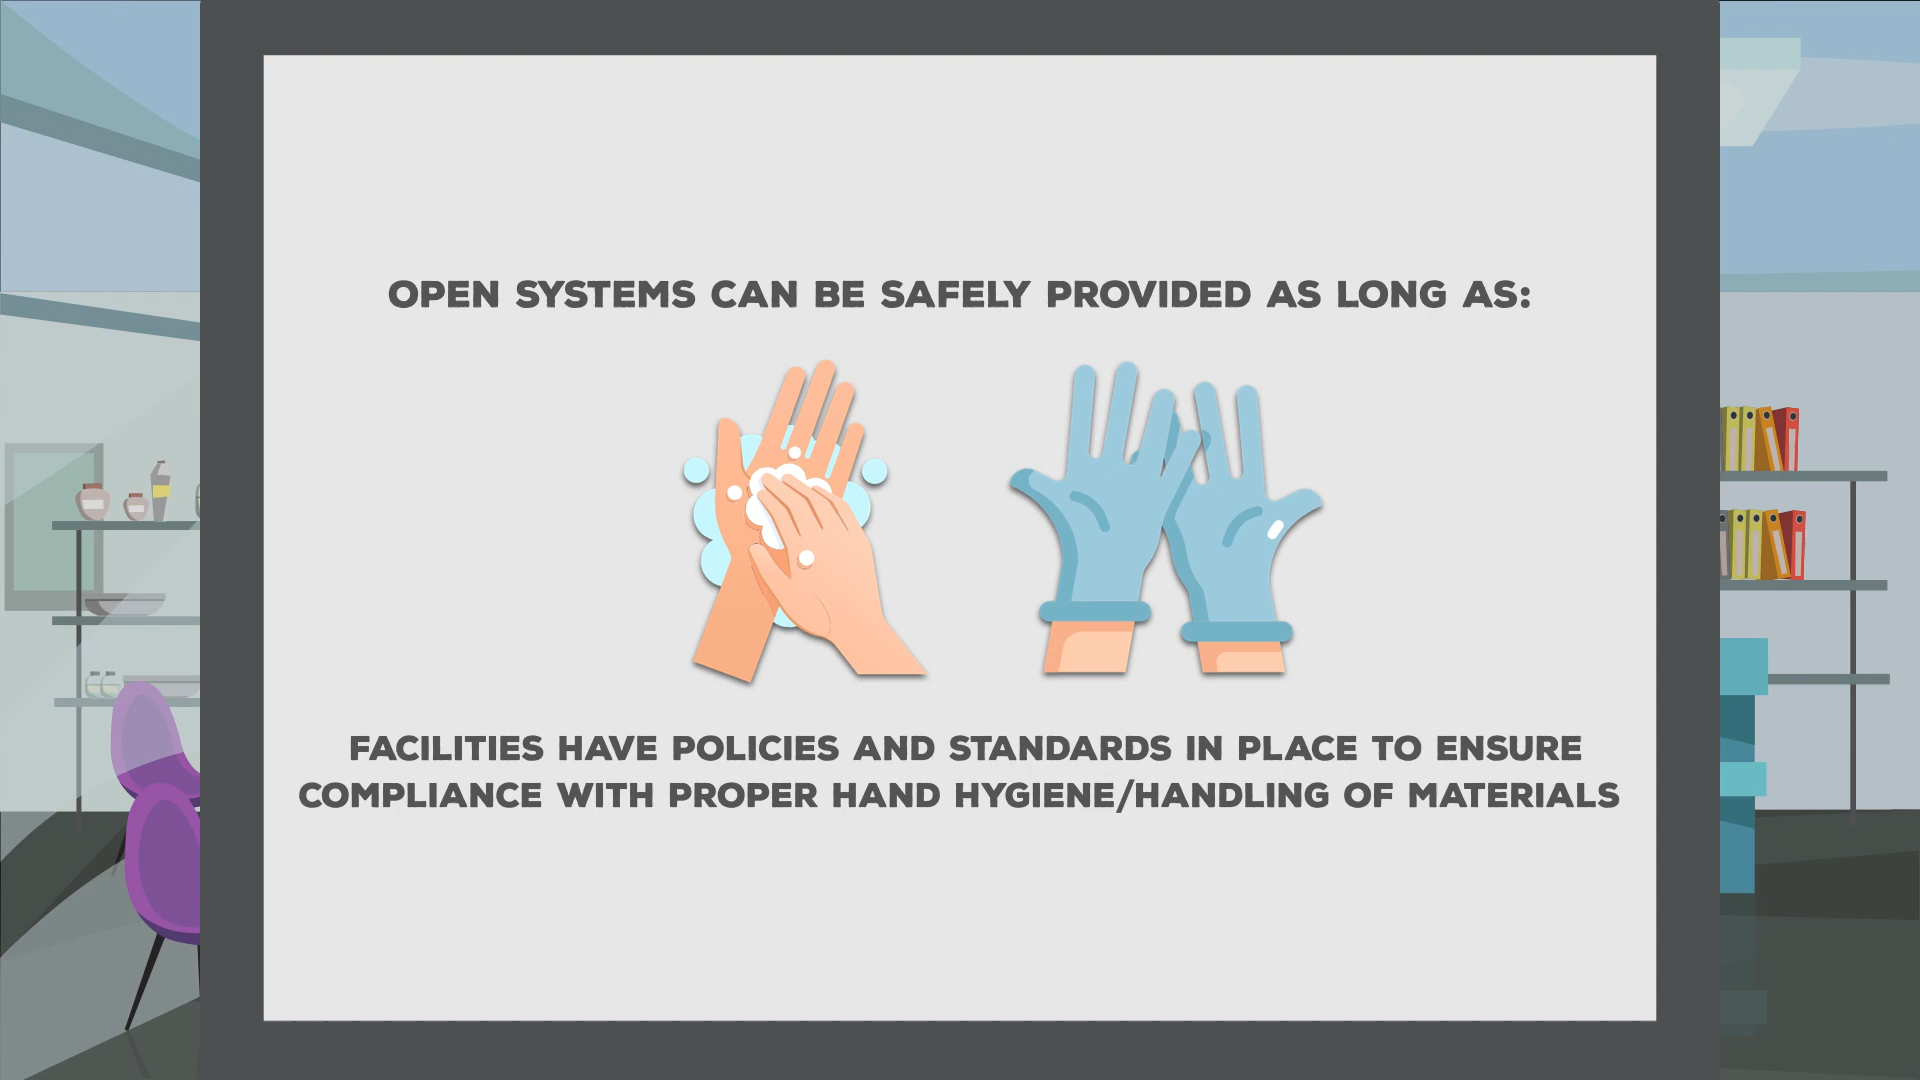 OPEN SYSTEMS CAN BE SAFELY PROVIDED AS LONG AS:
FACILITIES HAVE POLICIES AND STANDARDS IN PLACE TO ENSURE
COMPLIANCE WITH PROPER HAND HYGIENE/HANDLING OF MATERIALS